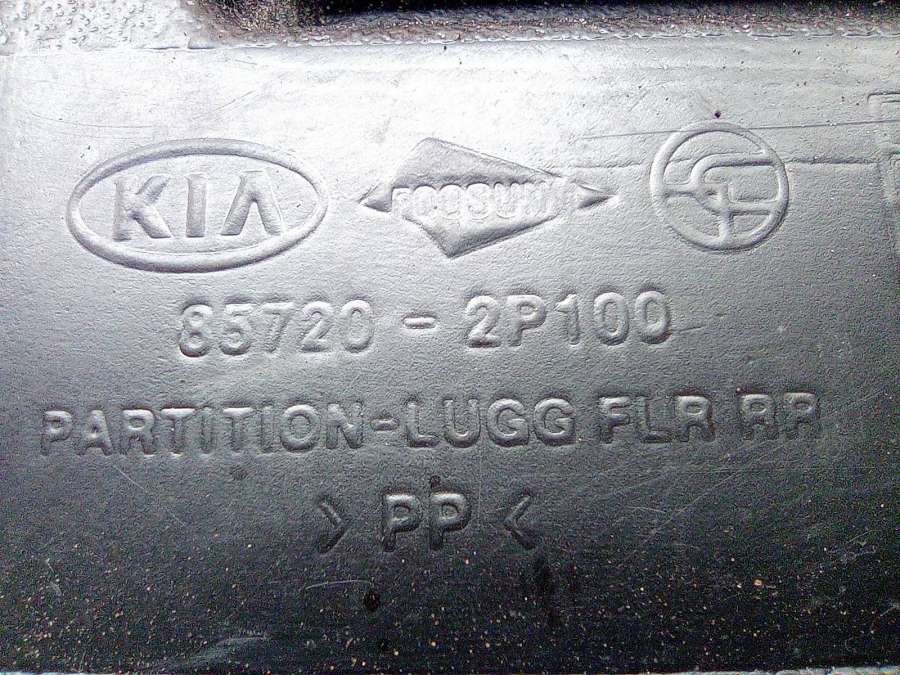 KIA
85720-2P100
PARTITION-LUGG FLR RR
>PP<